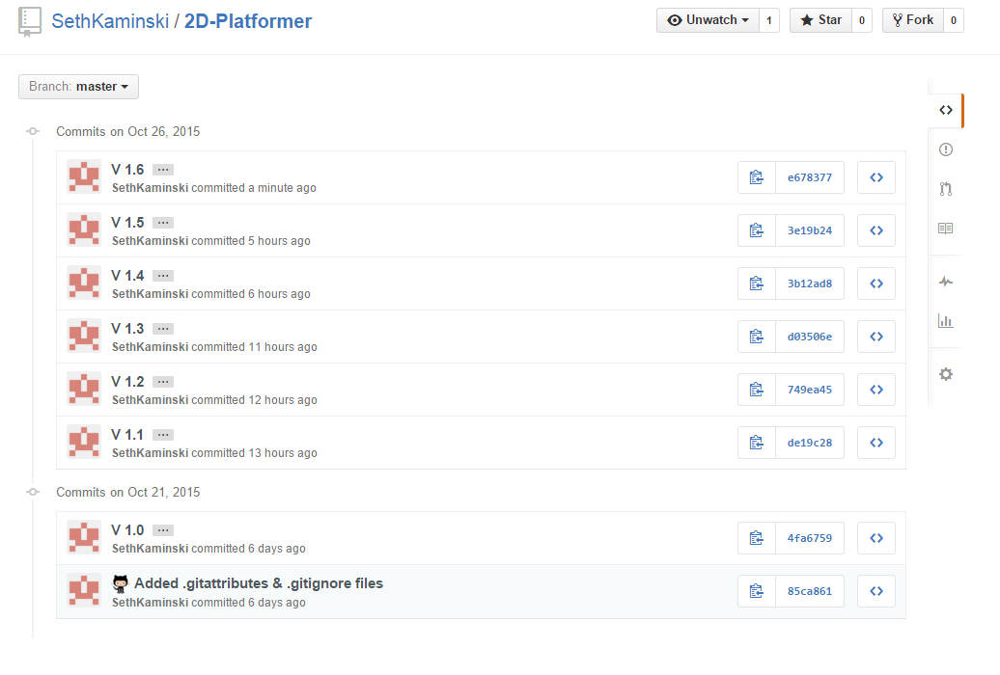 SethKaminski / 2D-Platformer
Unwatch 1 Star 0 Fork 0
Branch: master
Commits on Oct 26, 2015
V 1.6 ...
SethKaminski committed a minute ago
e678377
V 1.5 ...
SethKaminski committed 5 hours ago
3e19b24
V 1.4 ...
SethKaminski committed 6 hours ago
3b12ad8
V 1.3 ...
SethKaminski committed 11 hours ago
d03506e
V 1.2 ...
SethKaminski committed 12 hours ago
749ea45
V 1.1 ...
SethKaminski committed 13 hours ago
de19c28
Commits on Oct 21, 2015
V 1.0 ...
SethKaminski committed 6 days ago
4fa6759
Added .gitattributes & .gitignore files
SethKaminski committed 6 days ago
85ca861